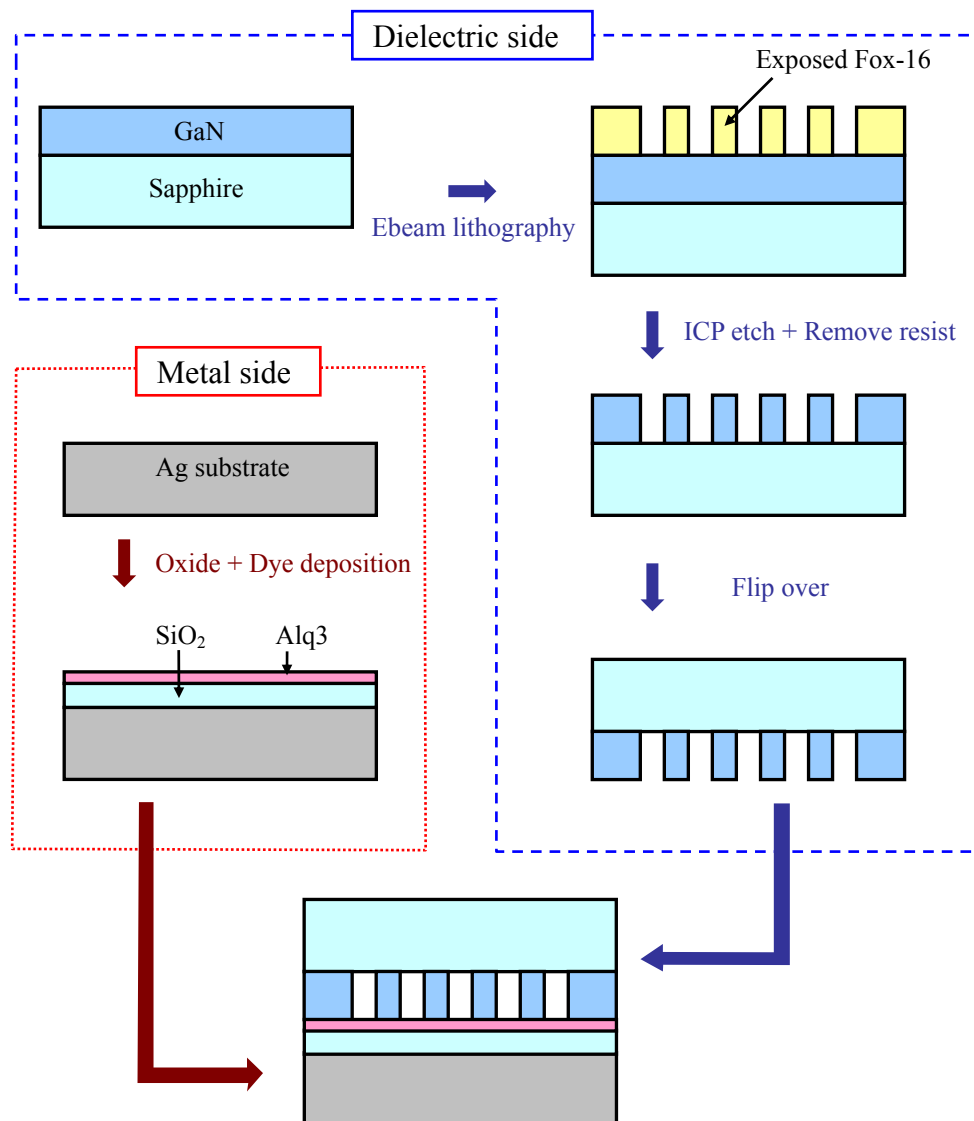 Dielectric side
Exposed Fox-16
GaN
Sapphire
Ebeam lithography
ICP etch + Remove resist
Metal side
Ag substrate
Oxide + Dye deposition
Flip over
SiO₂
Alq3